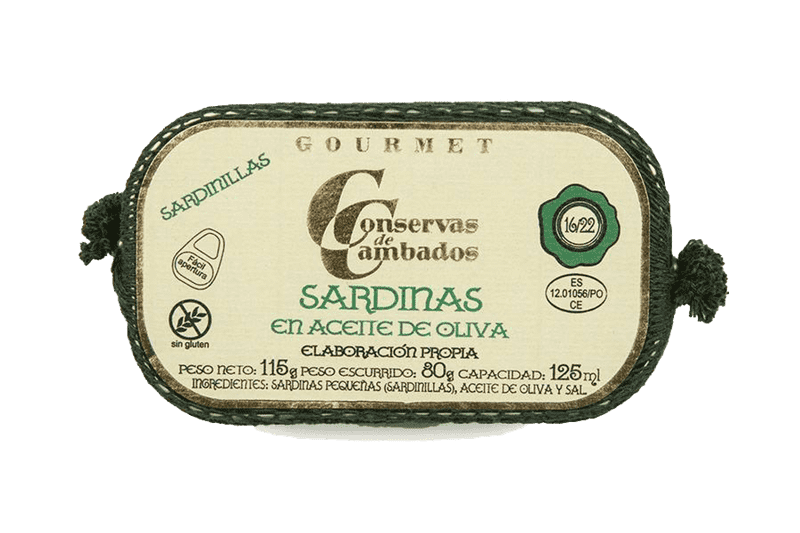 GOURMET
SARDINILLAS
Conservas
de
Cambados
16/22
Fácil
apertura
ES
12.01056/PO
CE
SARDINAS
EN ACEITE DE OLIVA
sin gluten
ELABORACIÓN PROPIA
PESO NETO: 115g PESO ESCURRIDO: 80g CAPACIDAD: 125ml
INGREDIENTES: SARDINAS PEQUEÑAS (SARDINILLAS), ACEITE DE OLIVA Y SAL